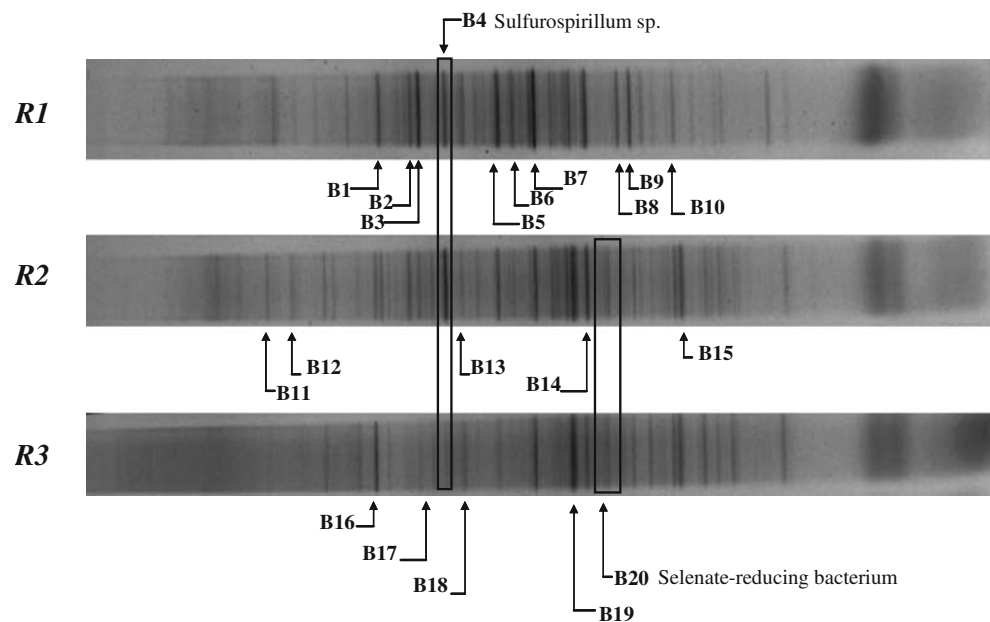 B4 Sulfurospirillum sp.
R1
B1
B2
B3
B5
B6
B7
B8
B9
B10
R2
B11
B12
B13
B14
B15
R3
B16
B17
B18
B19
B20 Selenate-reducing bacterium